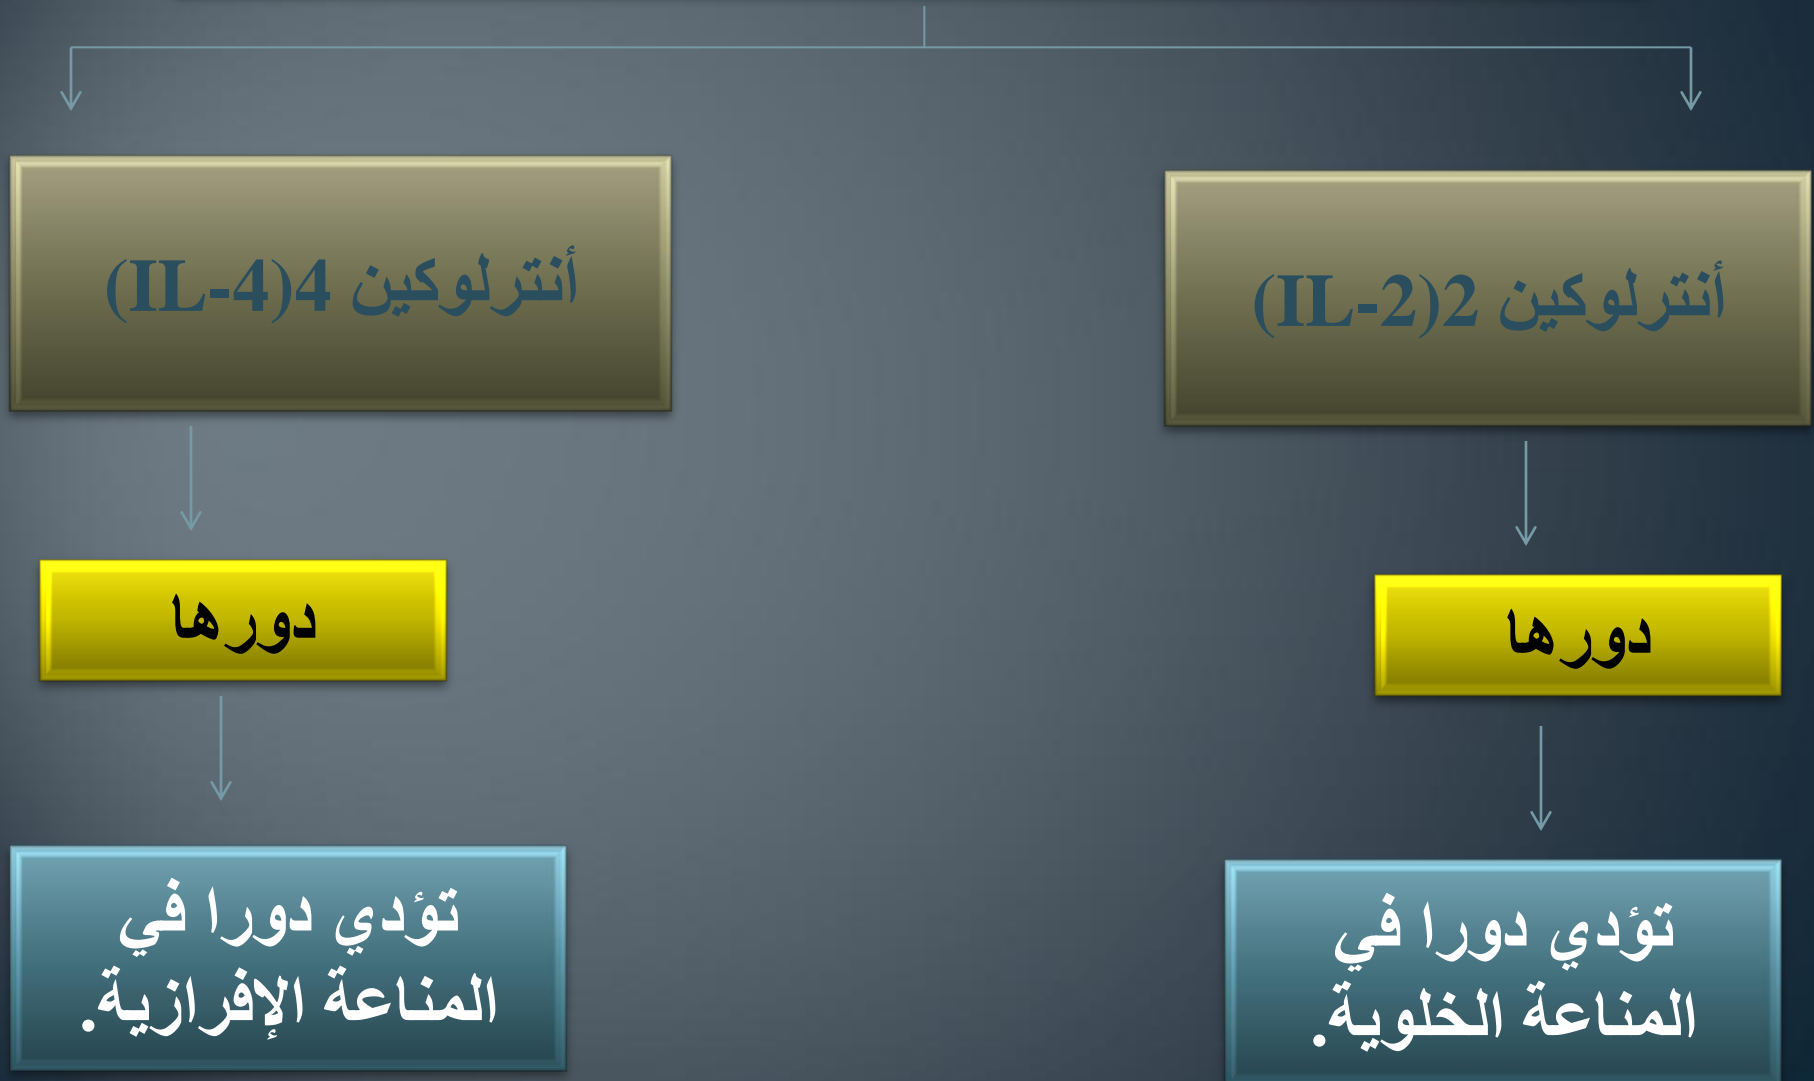 أنترلوكين 2(IL-2)
أنترلوكين 4(IL-4)
دورها
دورها
تؤدي دورا في
المناعة الخلوية.
تؤدي دورا في
المناعة الإفرازية.